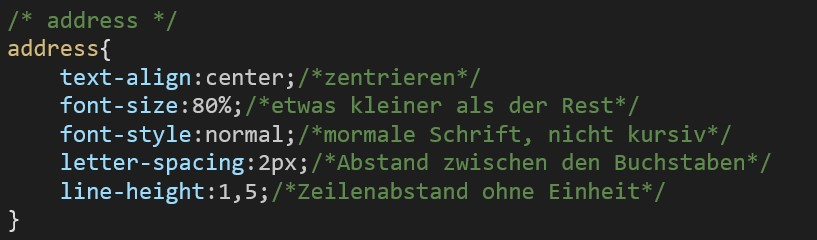 /* address */
address{
    text-align:center;/*zentrieren*/
    font-size:80%;/*etwas kleiner als der Rest*/
    font-style:normal;/*mormale Schrift, nicht kursiv*/
    letter-spacing:2px;/*Abstand zwischen den Buchstaben*/
    line-height:1,5;/*Zeilenabstand ohne Einheit*/
}